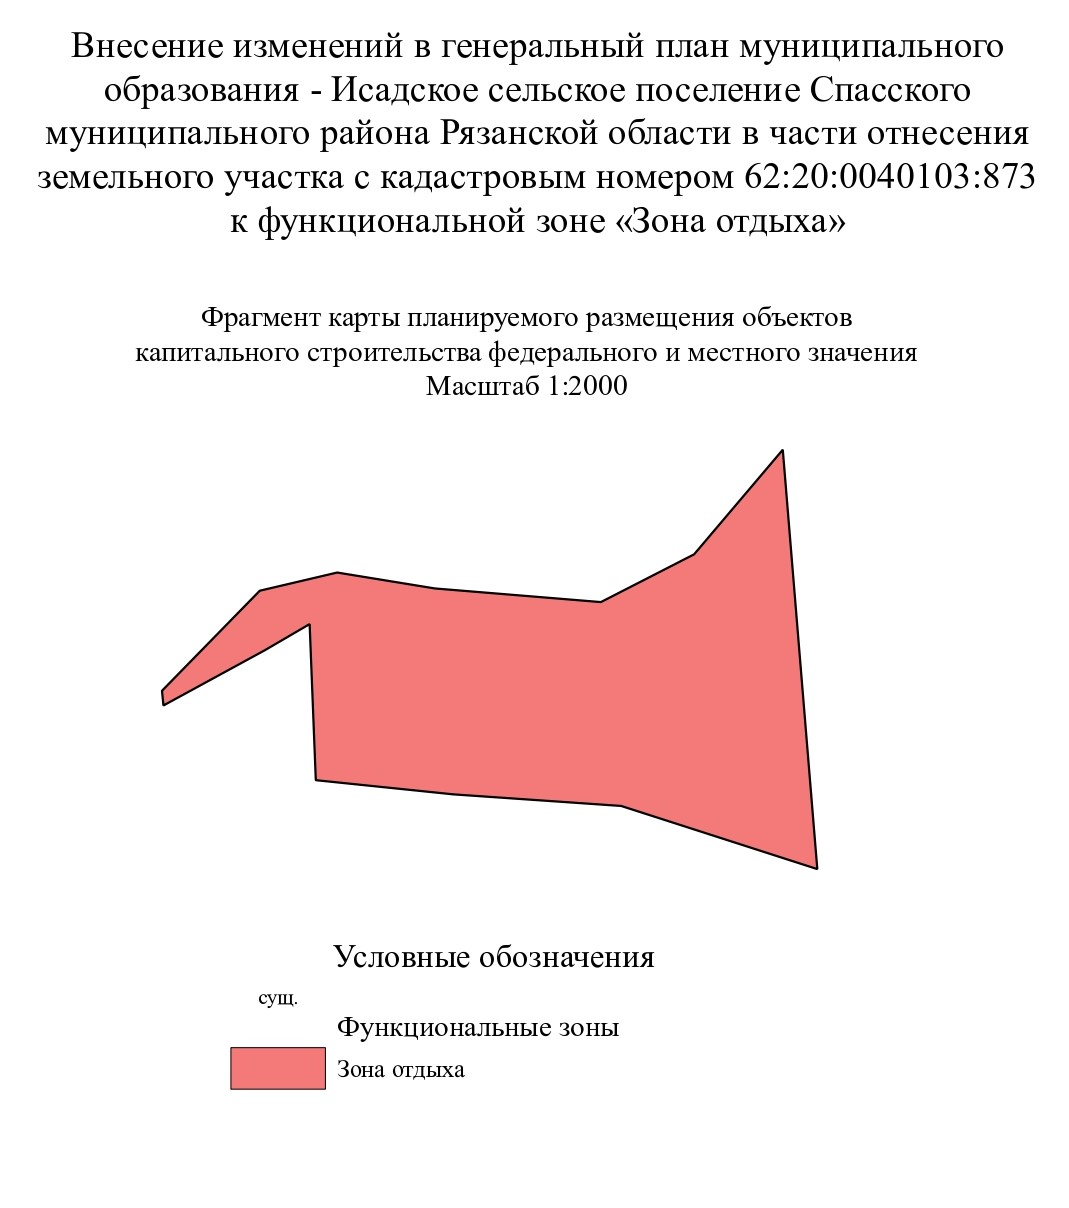 Внесение изменений в генеральный план муниципального
образования - Исадское сельское поселение Спасского
муниципального района Рязанской области в части отнесения
земельного участка с кадастровым номером 62:20:0040103:873
к функциональной зоне «Зона отдыха»
Фрагмент карты планируемого размещения объектов
капитального строительства федерального и местного значения
Масштаб 1:2000
Условные обозначения
сущ.
Функциональные зоны
Зона отдыха